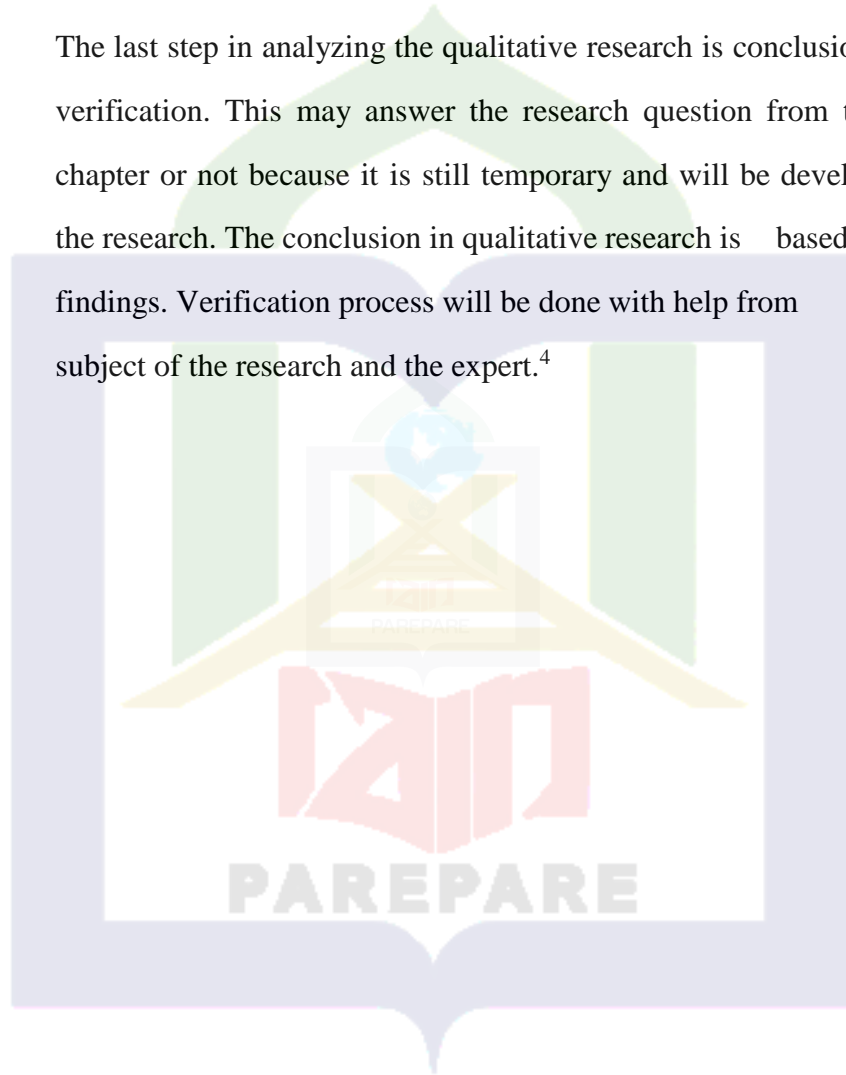 The last step in analyzing the qualitative research is conclusio
verification. This may answer the research question from t
chapter or not because it is still temporary and will be devel
the research. The conclusion in qualitative research is based
findings. Verification process will be done with help from
subject of the research and the expert.4
IAIN
PAREPARE
IAIN
PAREPARE